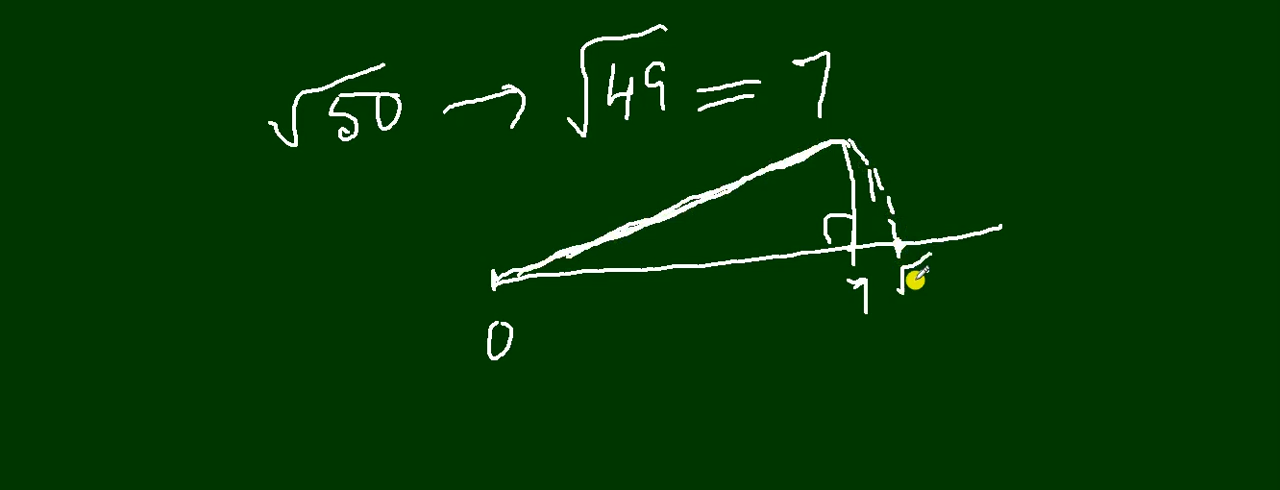 √50 → √49 = 7
0
7 √